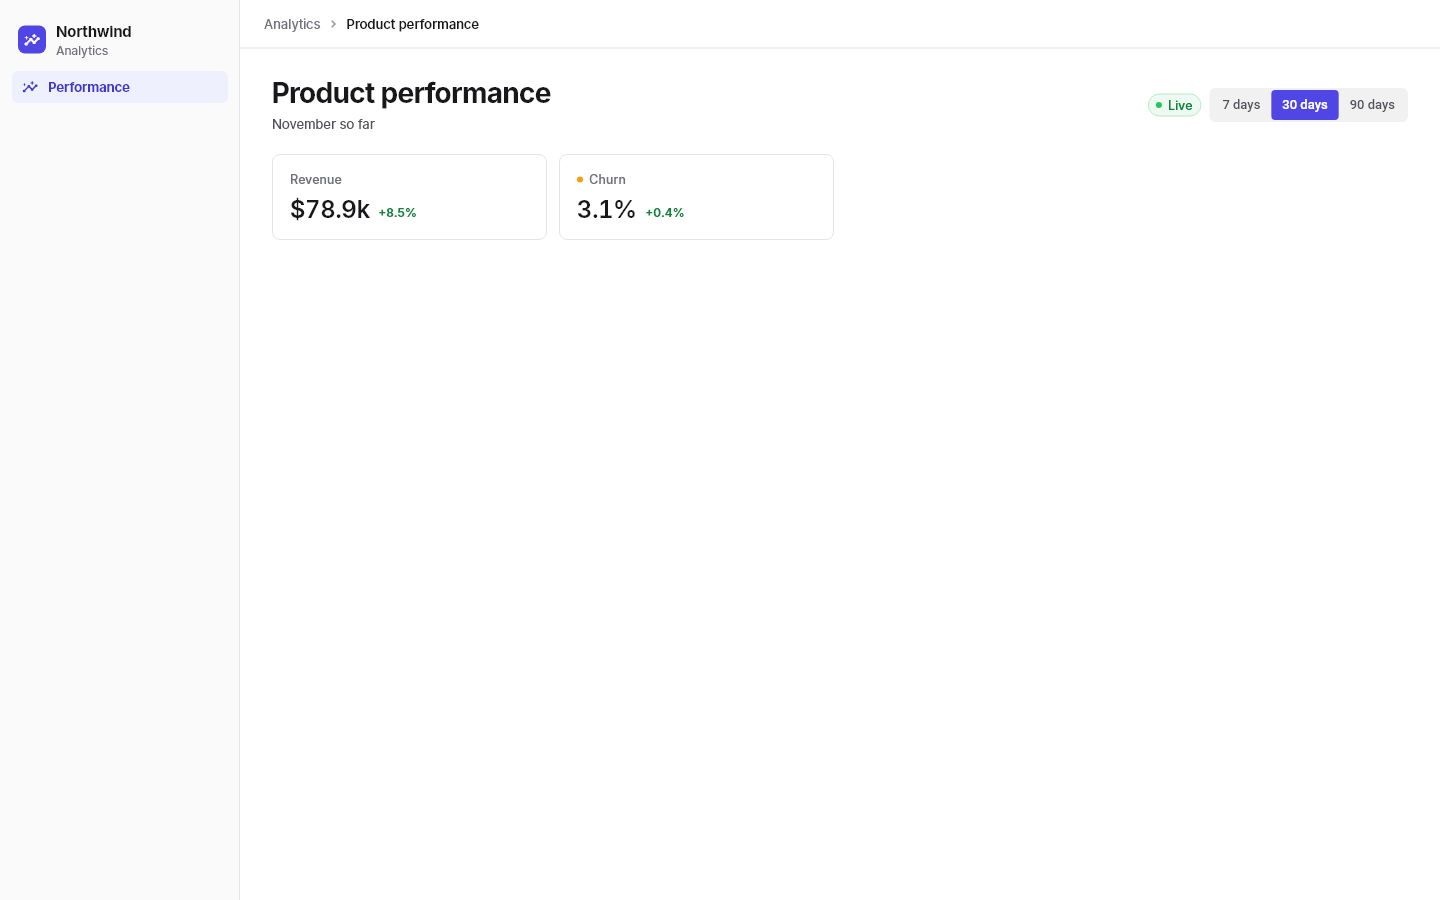 Northwind
Analytics
Performance
Analytics
Product performance
Product performance
November so far
Live
7 days
30 days
90 days
Revenue
$78.9k +8.5%
Churn
3.1% +0.4%